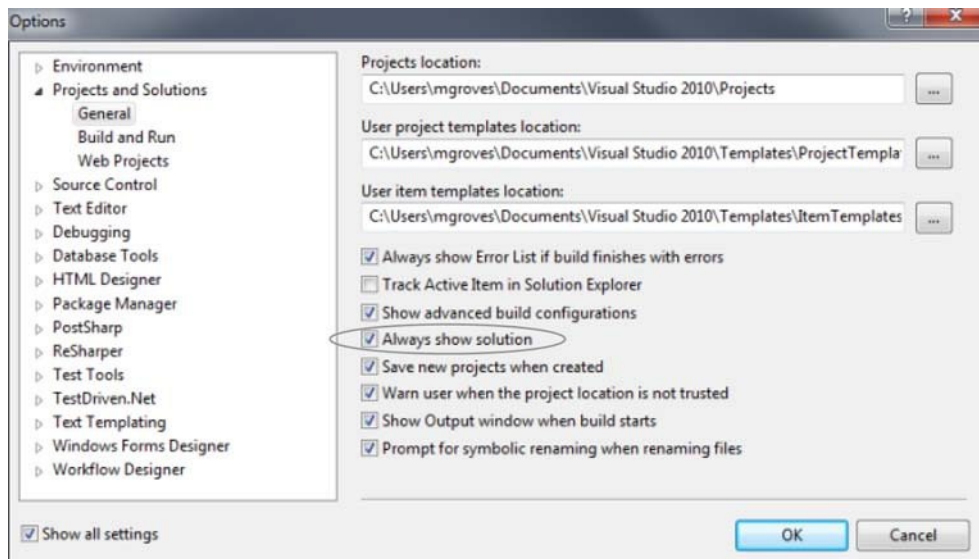 Options
Environment
Projects and Solutions
General
Build and Run
Web Projects
Source Control
Text Editor
Debugging
Database Tools
HTML Designer
Package Manager
PostSharp
ReSharper
Test Tools
TestDriven.Net
Text Templating
Windows Forms Designer
Workflow Designer
Show all settings
Projects location:
C:\Users\mgroves\Documents\Visual Studio 2010\Projects
...
User project templates location:
C:\Users\mgroves\Documents\Visual Studio 2010\Templates\ProjectTempla
...
User item templates location:
C:\Users\mgroves\Documents\Visual Studio 2010\Templates\ItemTemplates
...
Always show Error List if build finishes with errors
Track Active Item in Solution Explorer
Show advanced build configurations
Always show solution
Save new projects when created
Warn user when the project location is not trusted
Show Output window when build starts
Prompt for symbolic renaming when renaming files
OK
Cancel